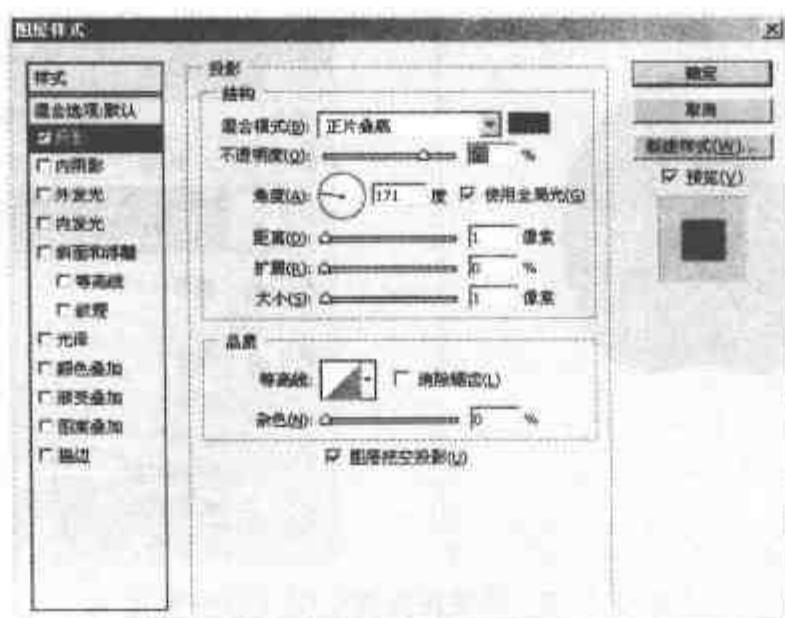 图层样式
样式
混合选项:默认
内阴影
外发光
内发光
斜面和浮雕
等高线
纹理
光泽
颜色叠加
渐变叠加
图案叠加
描边
投影
结构
混合模式(B): 正片叠底
不透明度(O): %
角度(A): 171 度 使用全局光(G)
距离(D): 1 像素
扩展(R): 0 %
大小(S): 1 像素
品质
等高线: 消除锯齿(L)
杂色(N): 0 %
图层挖空投影(U)
确定
取消
新建样式(W)...
预览(V)